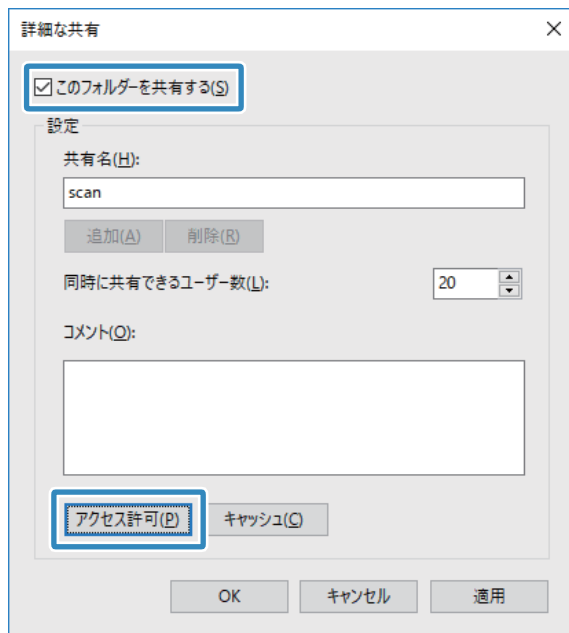 詳細な共有
このフォルダーを共有する(S)
設定
共有名(H):
scan
追加(A) 削除(R)
同時に共有できるユーザー数(L): 20
コメント(O):
アクセス許可(P) キャッシュ(C)
OK キャンセル 適用